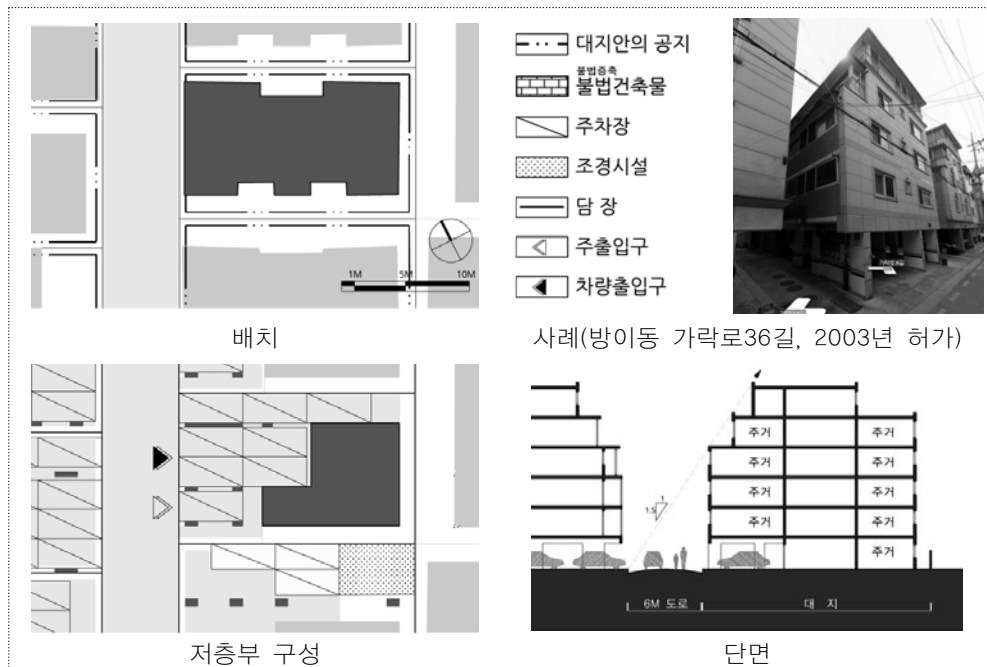 대지안의 공지
불법증축
불법건축물
주차장
조경시설
담 장
주출입구
차량출입구
1M 5M 10M
배치
사례(방이동 가락로36길, 2003년 허가)
주거 주거
주거 주거
주거 주거
주거 주거
주거
1
1.5
6M 도로 대 지
저층부 구성
단면